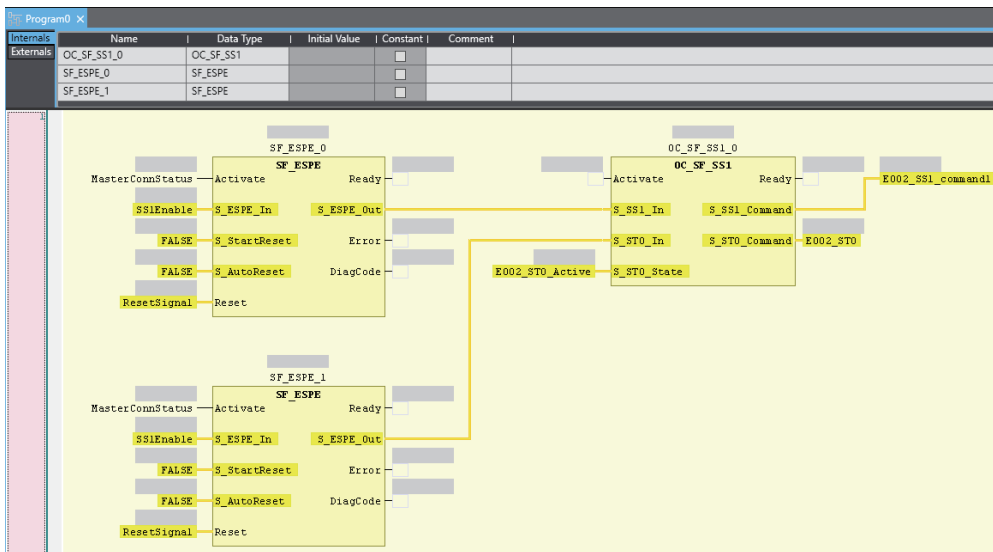 Program0 ×
Internals
Externals
Name Data Type Initial Value Constant Comment
OC_SF_SS1_0 OC_SF_SS1
SF_ESPE_0 SF_ESPE
SF_ESPE_1 SF_ESPE
1
SF_ESPE_0
SF_ESPE
MasterConnStatus Activate Ready
SS1Enable S_ESPE_In S_ESPE_Out
FALSE S_StartReset Error
FALSE S_AutoReset DiagCode
ResetSignal Reset
OC_SF_SS1_0
OC_SF_SS1
Activate Ready E002_SS1_command1
S_SS1_In S_SS1_Command
S_STO_In S_STO_Command E002_STO
E002_STO_Active S_STO_State
SF_ESPE_1
SF_ESPE
MasterConnStatus Activate Ready
SS1Enable S_ESPE_In S_ESPE_Out
FALSE S_StartReset Error
FALSE S_AutoReset DiagCode
ResetSignal Reset